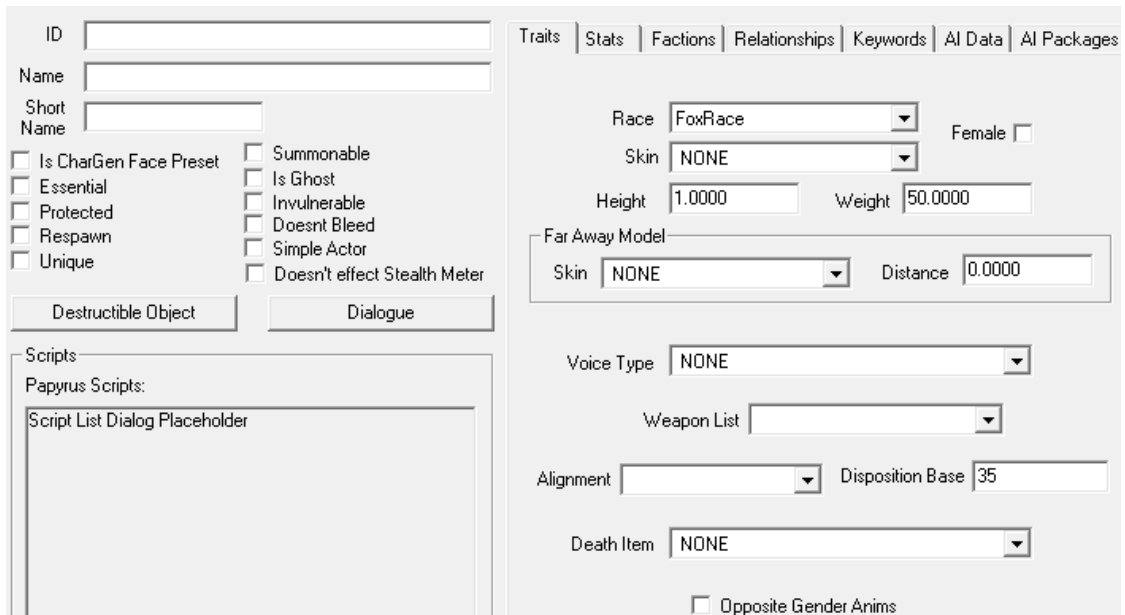 ID
Name
Short
Name
Is CharGen Face Preset
Essential
Protected
Respawn
Unique
Summonable
Is Ghost
Invulnerable
Doesnt Bleed
Simple Actor
Doesn't effect Stealth Meter
Destructible Object
Dialogue
Scripts
Papyrus Scripts:
Script List Dialog Placeholder
Traits Stats Factions Relationships Keywords AI Data AI Packages
Race FoxRace
Female
Skin NONE
Height 1.0000 Weight 50.0000
Far Away Model
Skin NONE Distance 0.0000
Voice Type NONE
Weapon List
Alignment Disposition Base 35
Death Item NONE
Opposite Gender Anims